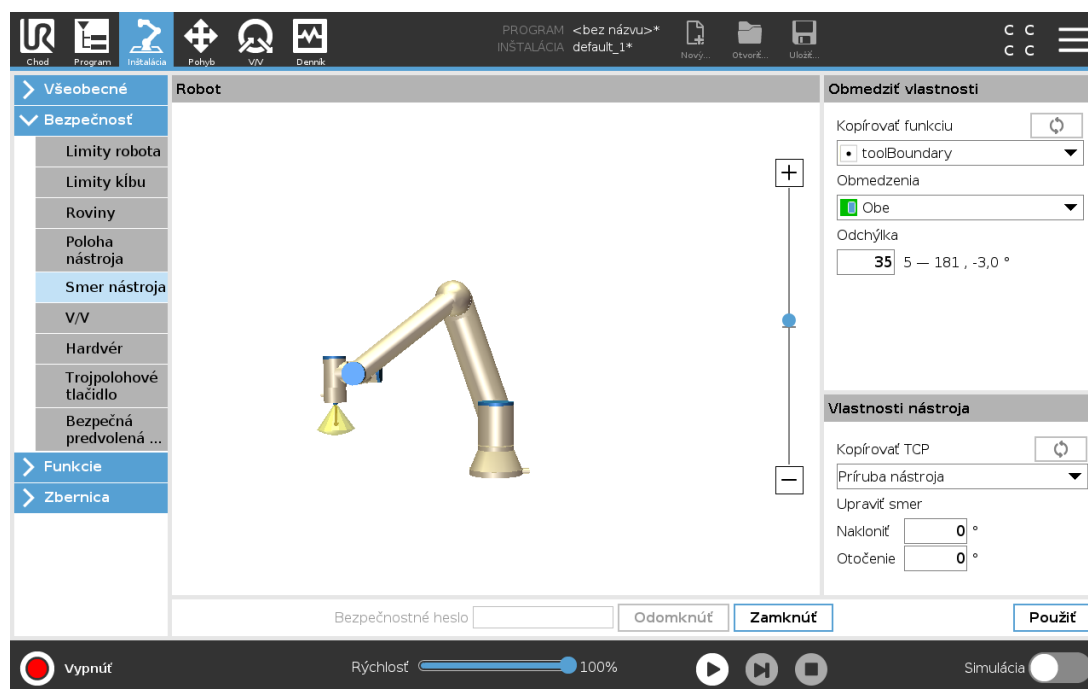 UR
PROGRAM <bez názvu>*
INŠTALÁCIA default_1*
C C
C C
Chod
Program
Inštalácia
Pohyb
V/V
Denník
Nový...
Otvoriť...
Uložiť...
Všeobecné
Bezpečnosť
Limity robota
Limity kĺbu
Roviny
Poloha
nástroja
Smer nástroja
V/V
Hardvér
Trojpolohové
tlačidlo
Bezpečná
predvolená ...
Funkcie
Zbernica
Robot
Obmedziť vlastnosti
Kopírovať funkciu
toolBoundary
Obmedzenia
Obe
Odchýlka
35 5 — 181 , -3,0 °
Vlastnosti nástroja
Kopírovať TCP
Príruba nástroja
Upraviť smer
Nakloniť 0 °
Otočenie 0 °
Bezpečnostné heslo
Odomknúť
Zamknúť
Použiť
Vypnúť
Rýchlosť 100%
Simulácia